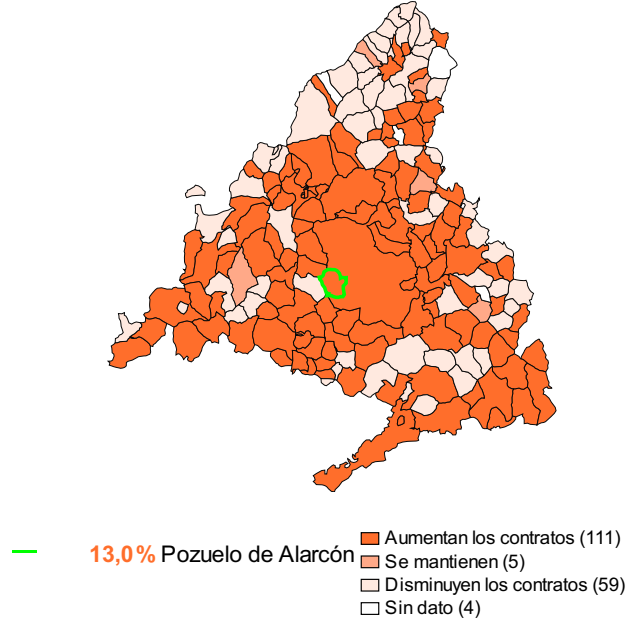 13,0% Pozuelo de Alarcón
Aumentan los contratos (111)
Se mantienen (5)
Disminuyen los contratos (59)
Sin dato (4)